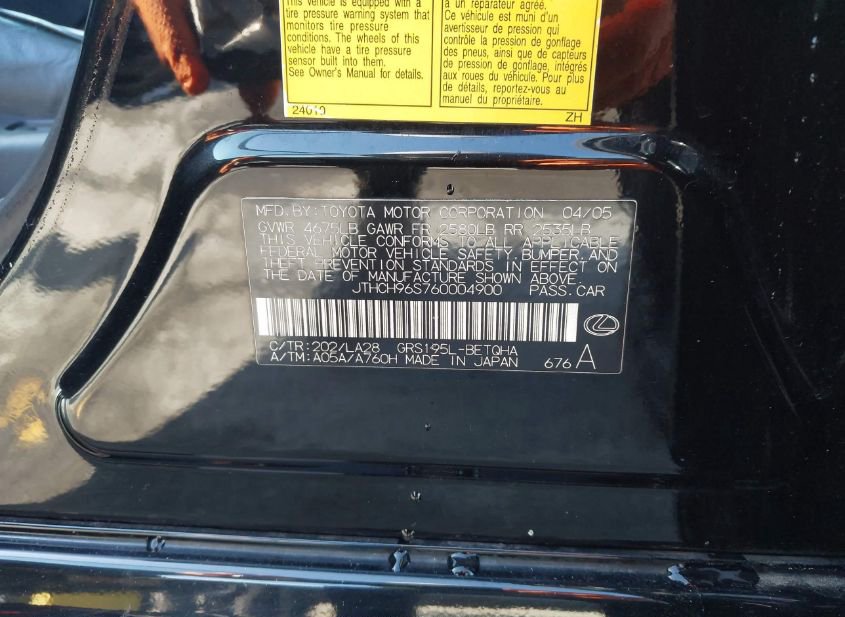 This vehicle is equipped with a
tire pressure warning system that
monitors tire pressure
conditions. The wheels of this
vehicle have a tire pressure
sensor built into them.
See Owner's Manual for details.
à un réparateur agréé.
Ce véhicule est muni d'un
avertisseur de pression qui
contrôle la pression de gonflage
des pneus, ainsi que de capteurs
de pression de gonflage, intégrés
aux roues du véhicule. Pour plus
de détails, reportez-vous au
manuel du propriétaire.
ZH
MFD.BY:TOYOTA MOTOR CORPORATION 04/05
GVWR 4675LB GAWR FR 2580LB RR 2535LB
THIS VEHICLE CONFORMS TO ALL APPLICABLE
FEDERAL MOTOR VEHICLE SAFETY,BUMPER,AND
THEFT PREVENTION STANDARDS IN EFFECT ON
THE DATE OF MANUFACTURE SHOWN ABOVE.
JTHCH96S760004900 PASS.CAR
C/TR:202/LA28 GRS195L-BETQHA
A/TM:A05A/A760H MADE IN JAPAN 676A